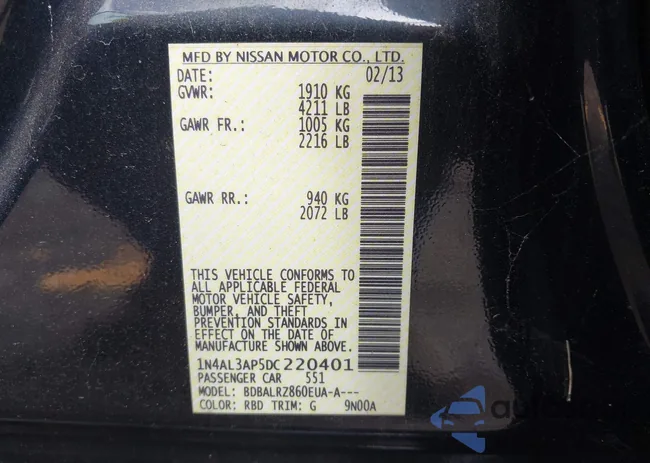 MFD BY NISSAN MOTOR CO., LTD.
DATE: 02/13
GVWR: 1910 KG
4211 LB
GAWR FR.: 1005 KG
2216 LB
GAWR RR.: 940 KG
2072 LB
THIS VEHICLE CONFORMS TO
ALL APPLICABLE FEDERAL
MOTOR VEHICLE SAFETY,
BUMPER, AND THEFT
PREVENTION STANDARDS IN
EFFECT ON THE DATE OF
MANUFACTURE SHOWN ABOVE.
1N4AL3AP5DC220401
PASSENGER CAR 551
MODEL: BDBALRZ860EUA-A---
COLOR: RBD TRIM: G 9N00A